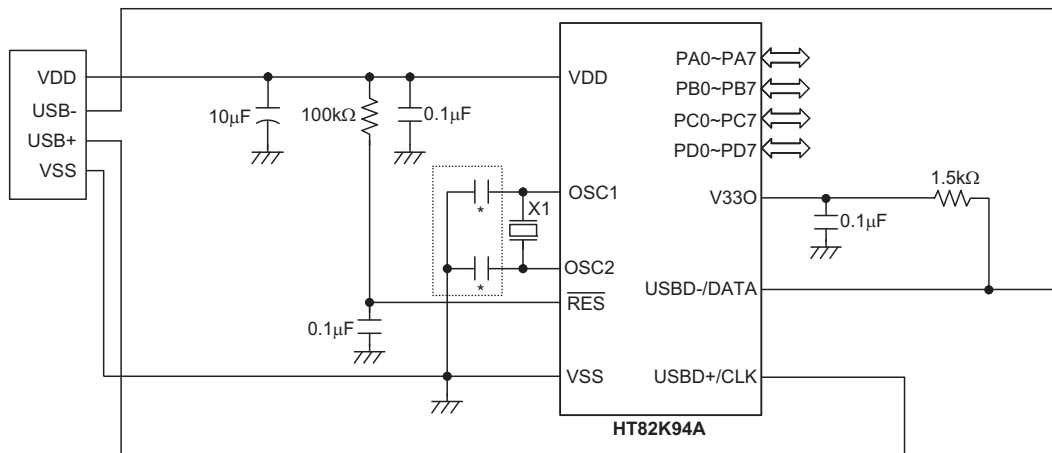 VDD
USB-
USB+
VSS
10μF
100kΩ
0.1μF
*
*
X1
0.1μF
VDD
OSC1
OSC2
RES
VSS
PA0~PA7
PB0~PB7
PC0~PC7
PD0~PD7
V33O
USBD-/DATA
USBD+/CLK
1.5kΩ
0.1μF
HT82K94A